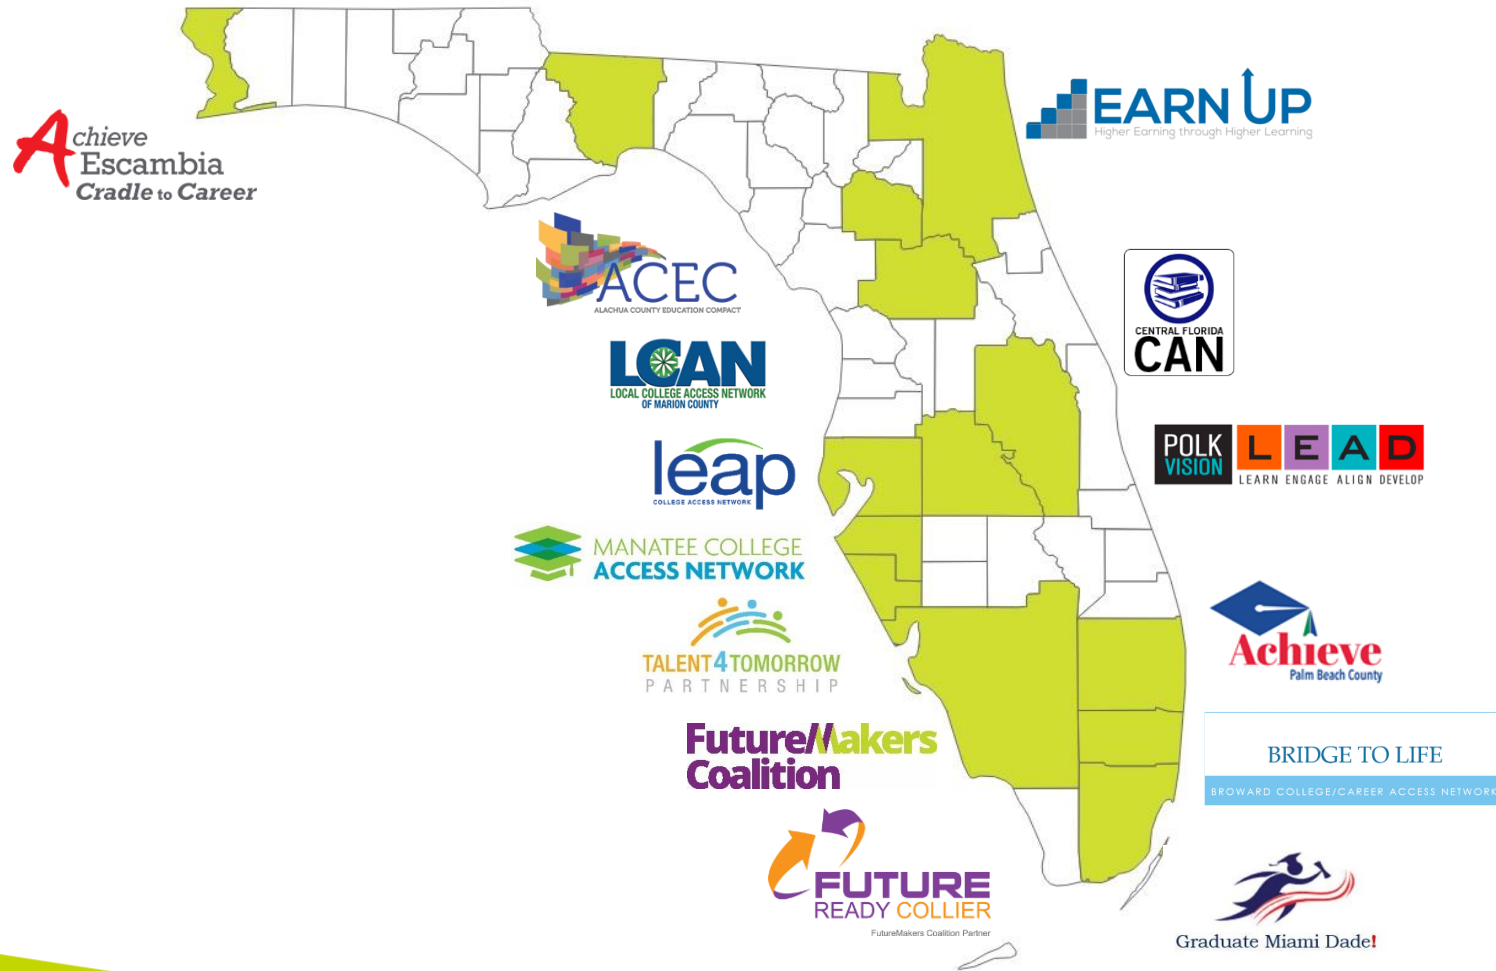 Achieve
Escambia
Cradle to Career
EARN UP
Higher Earning through Higher Learning
ACEC
ALACHUA COUNTY EDUCATION COMPACT
CENTRAL FLORIDA
CAN
LCAN
LOCAL COLLEGE ACCESS NETWORK
OF MARION COUNTY
POLK
VISION
LEAD
LEARN ENGAGE ALIGN DEVELOP
leap
COLLEGE ACCESS NETWORK
MANATEE COLLEGE
ACCESS NETWORK
TALENT4TOMORROW
PARTNERSHIP
Achieve
Palm Beach County
FutureMakers
Coalition
BRIDGE TO LIFE
BROWARD COLLEGE/CAREER ACCESS NETWORK
FUTURE
READY COLLIER
FutureMakers Coalition Partner
Graduate Miami Dade!